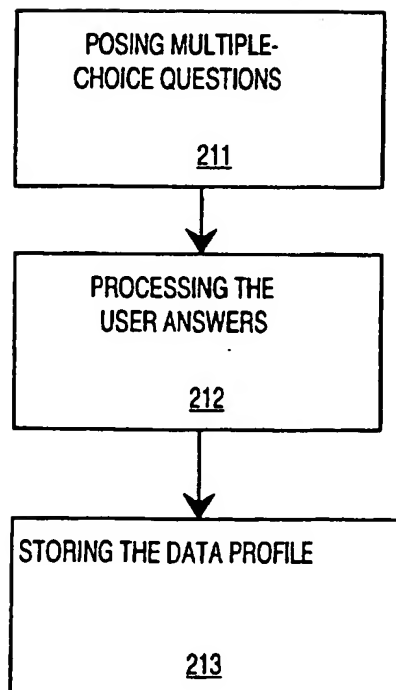 POSING MULTIPLE-
CHOICE QUESTIONS
211
PROCESSING THE
USER ANSWERS
212
STORING THE DATA PROFILE
213